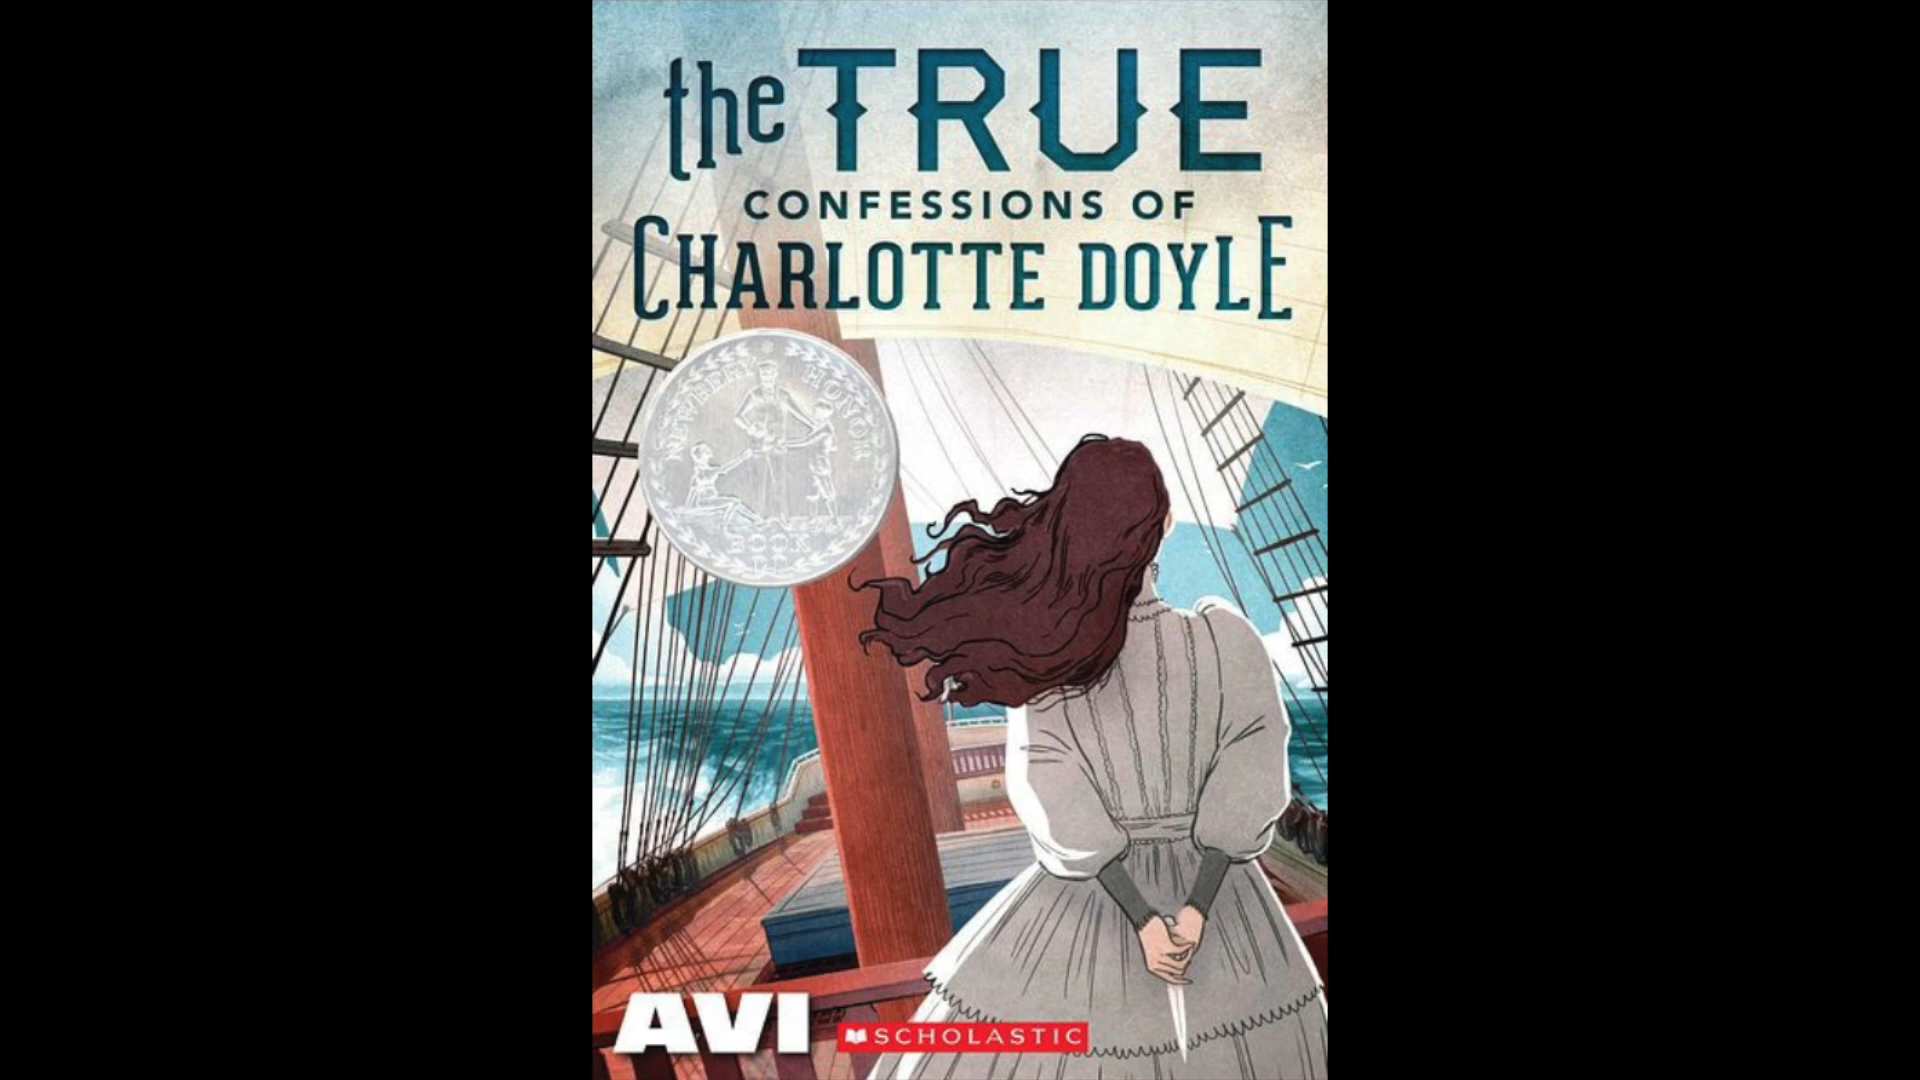 the TRUE
CONFESSIONS OF
CHARLOTTE DOYLE
NEWBERY HONOR
BOOK
AVI
SCHOLASTIC